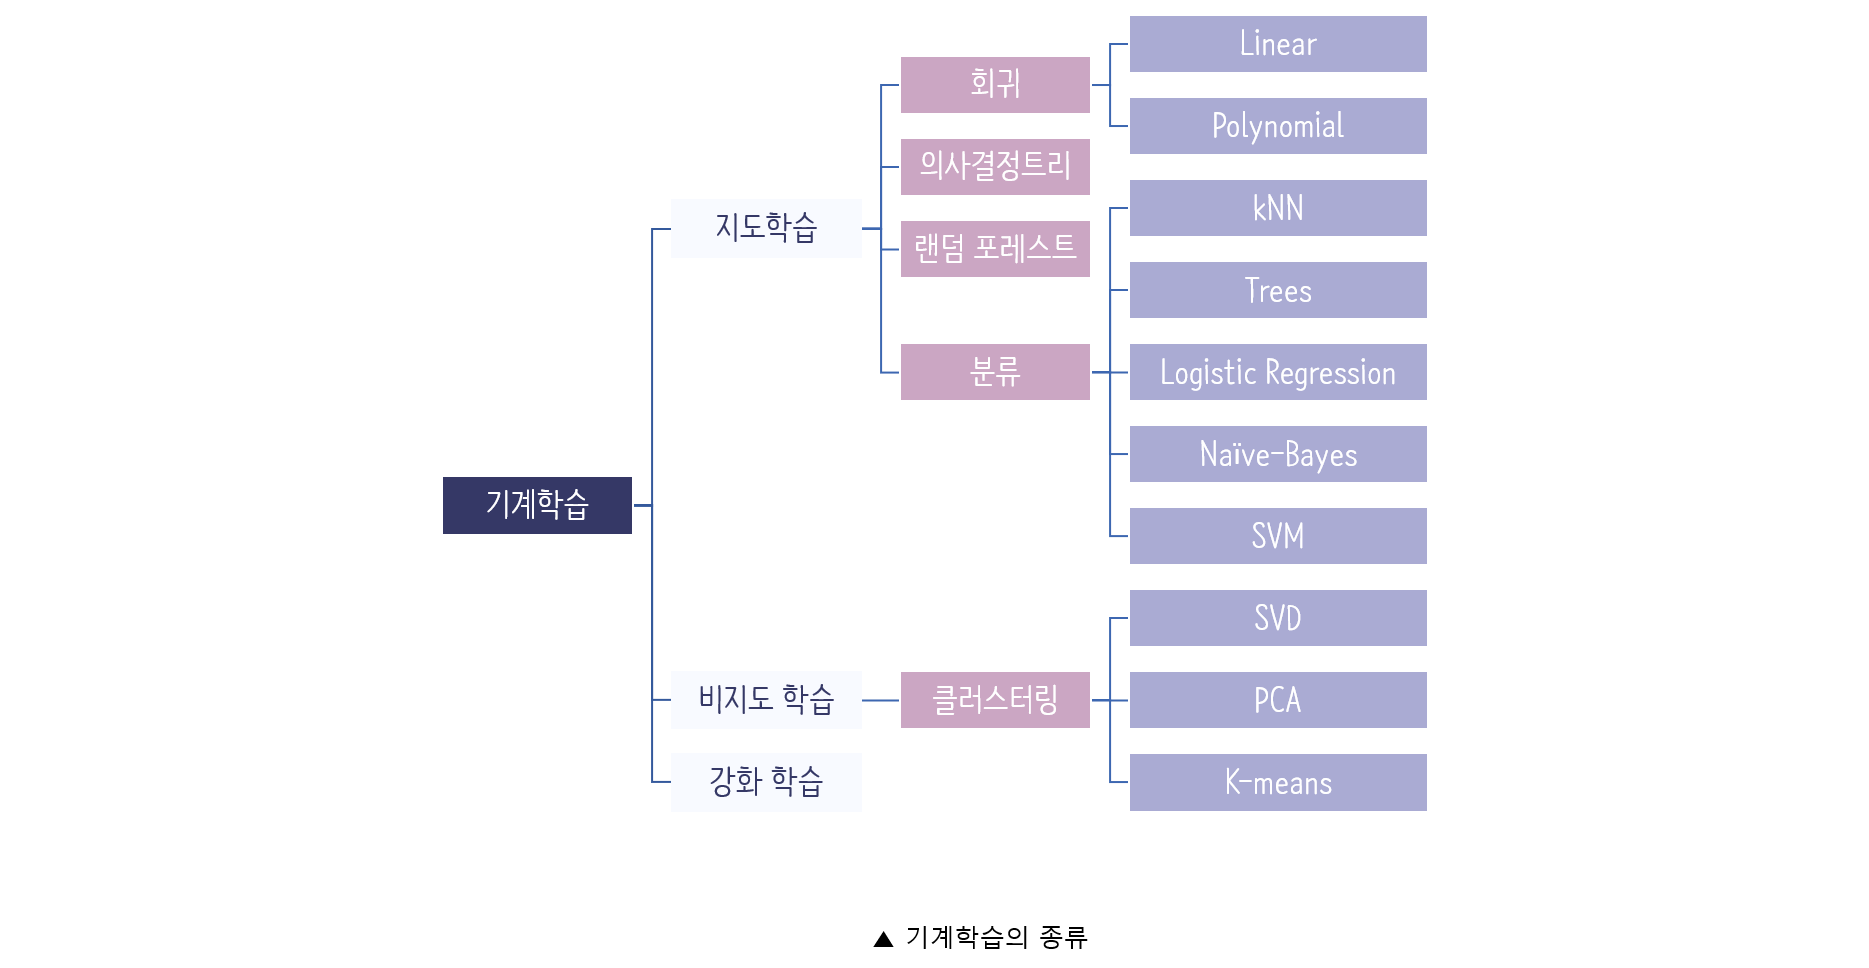 기계학습
지도학습
회귀
Linear
Polynomial
의사결정트리
랜덤 포레스트
분류
kNN
Trees
Logistic Regression
Naïve-Bayes
SVM
비지도 학습
클러스터링
SVD
PCA
K-means
강화 학습
▲ 기계학습의 종류